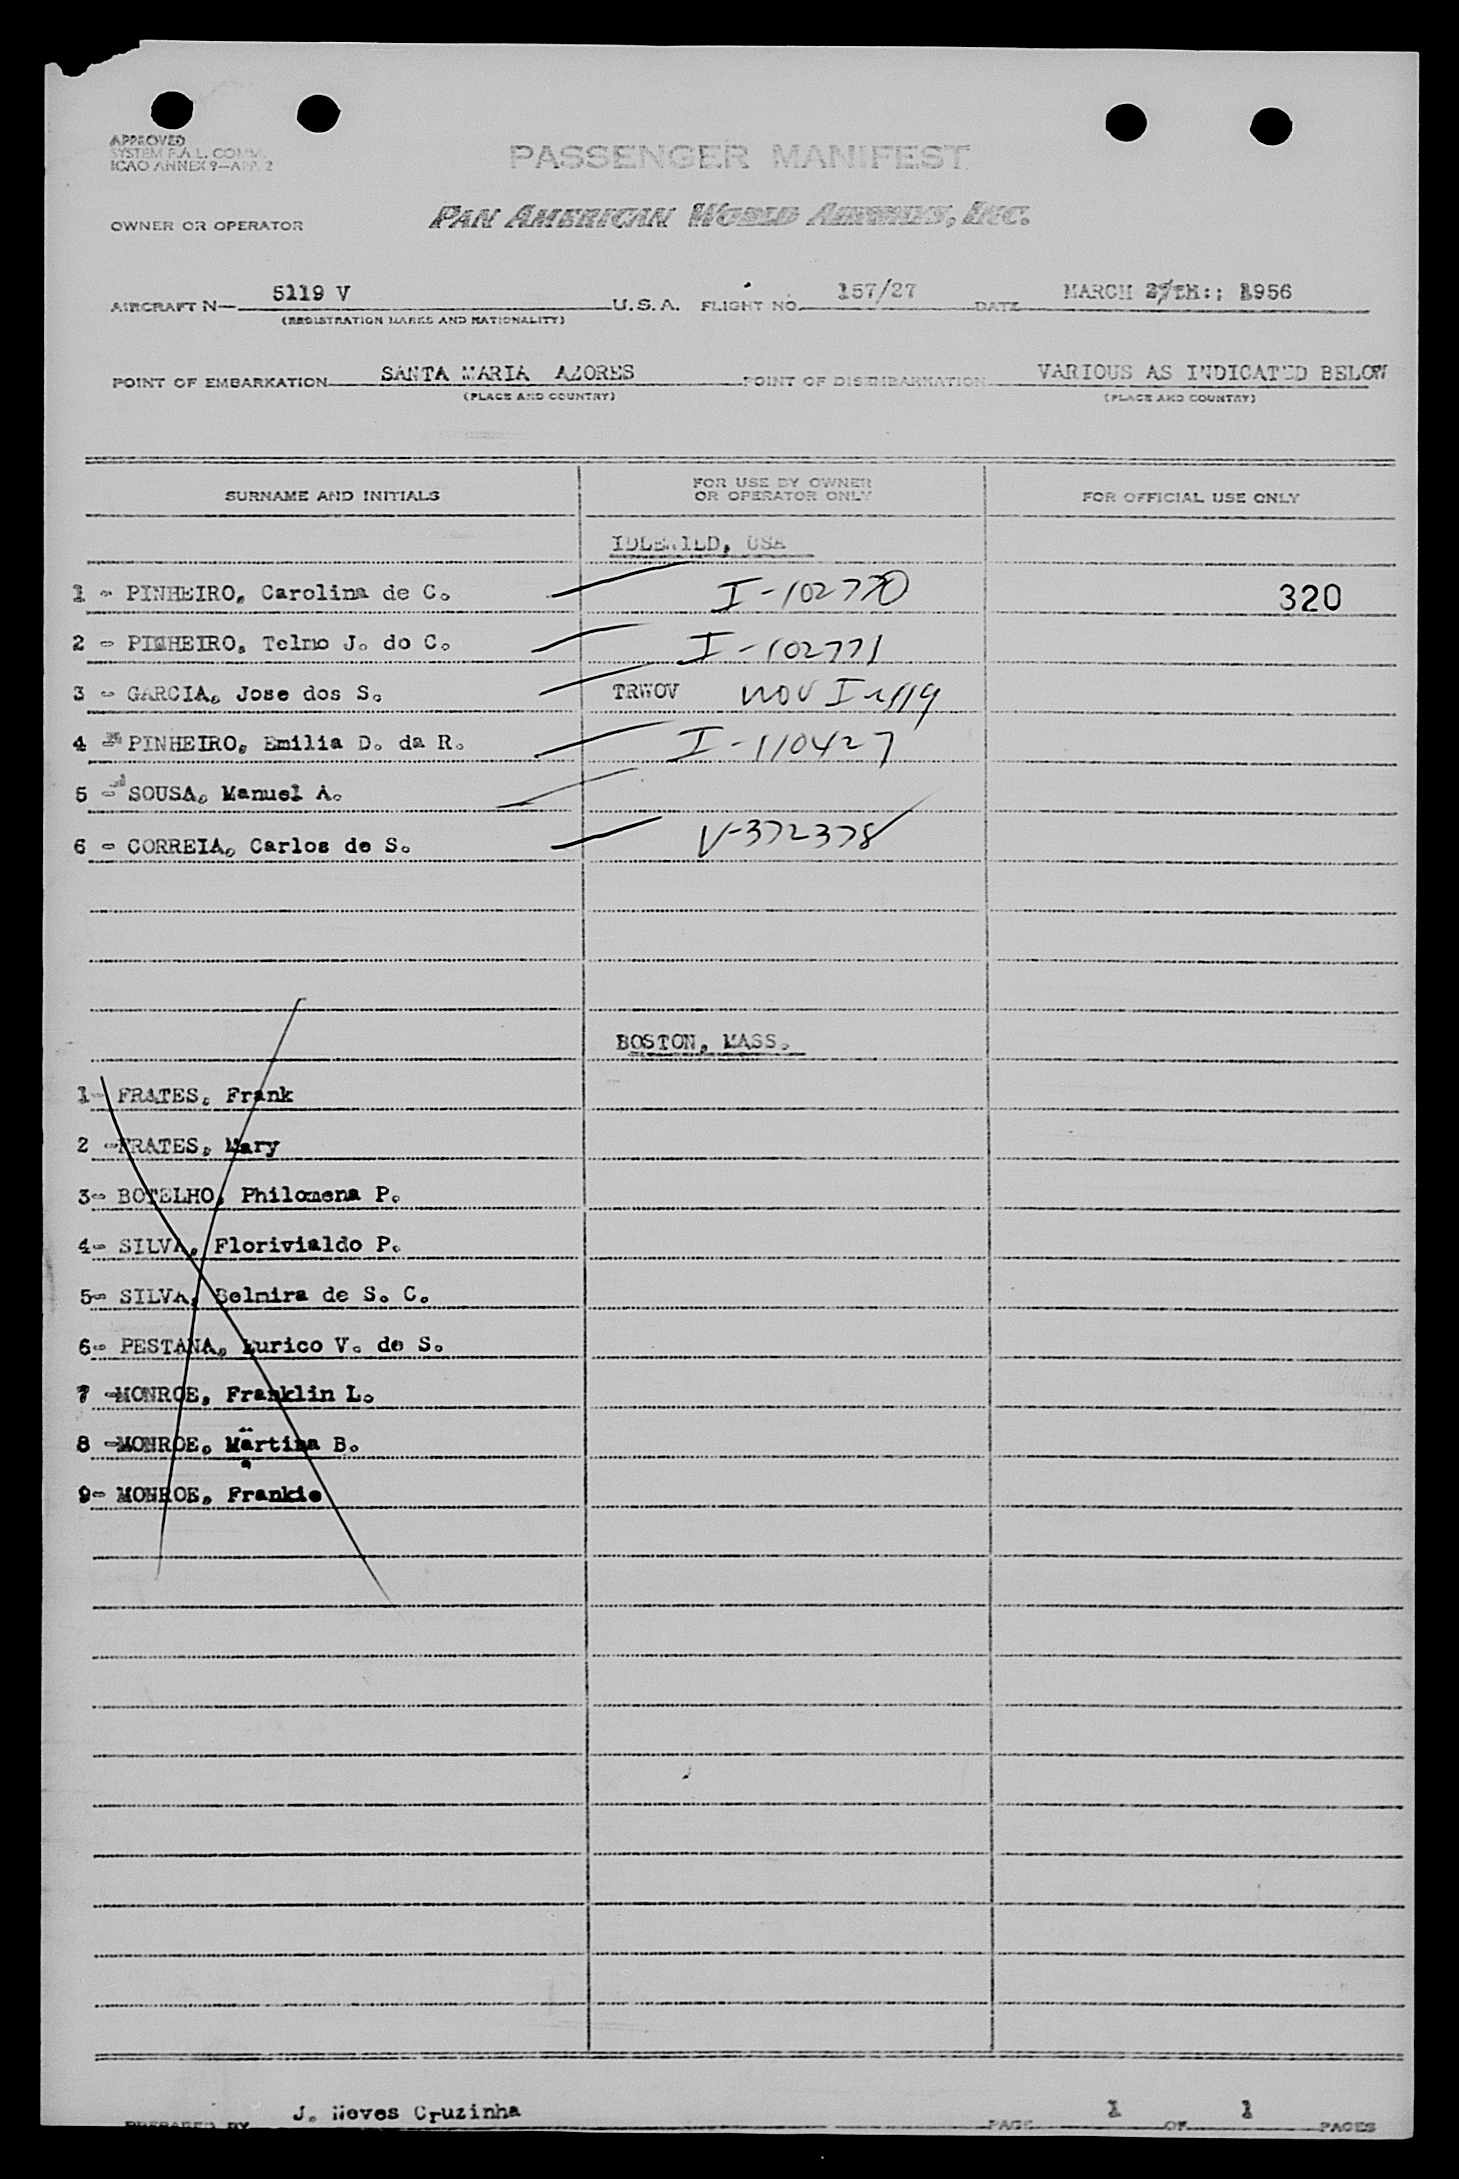 APPROVED
SYSTEM F.A.L. COMM.
ICAO ANNEX 9—APP. 2
PASSENGER MANIFEST
OWNER OR OPERATOR
PAN AMERICAN WORLD AIRWAYS, INC.
AIRCRAFT N— 5119 V U.S.A. FLIGHT NO. 157/27 DATE MARCH 27TH:; 1956
(REGISTRATION MARKS AND NATIONALITY)
POINT OF EMBARKATION SANTA MARIA AZORES POINT OF DISEMBARKATION VARIOUS AS INDICATED BELOW
(PLACE AND COUNTRY) (PLACE AND COUNTRY)
SURNAME AND INITIALS FOR USE BY OWNER OR OPERATOR ONLY FOR OFFICIAL USE ONLY
IDLEWILD, USA
1 - PINHEIRO, Carolina de C. I-102770 320
2 - PINHEIRO, Telmo J. do C. I-102771
3 - GARCIA, Jose dos S. TRWOV WOV
4 - PINHEIRO, Emilia D. da R. I-110427
5 - SOUSA, Manuel A.
6 - CORREIA, Carlos de S. V-372378
BOSTON, MASS.
1- FRATES, Frank
2 -FRATES, Mary
3- BOTELHO, Philomena P.
4- SILVA, Florivialdo P.
5- SILVA, Belmira de S. C.
6- PESTANA, Eurico V. de S.
7 -MONROE, Franklin L.
8 -MONROE, Martina B.
9- MONROE, Frankie
PREPARED BY J. Neves Cruzinha PAGE 1 OF 1 PAGES